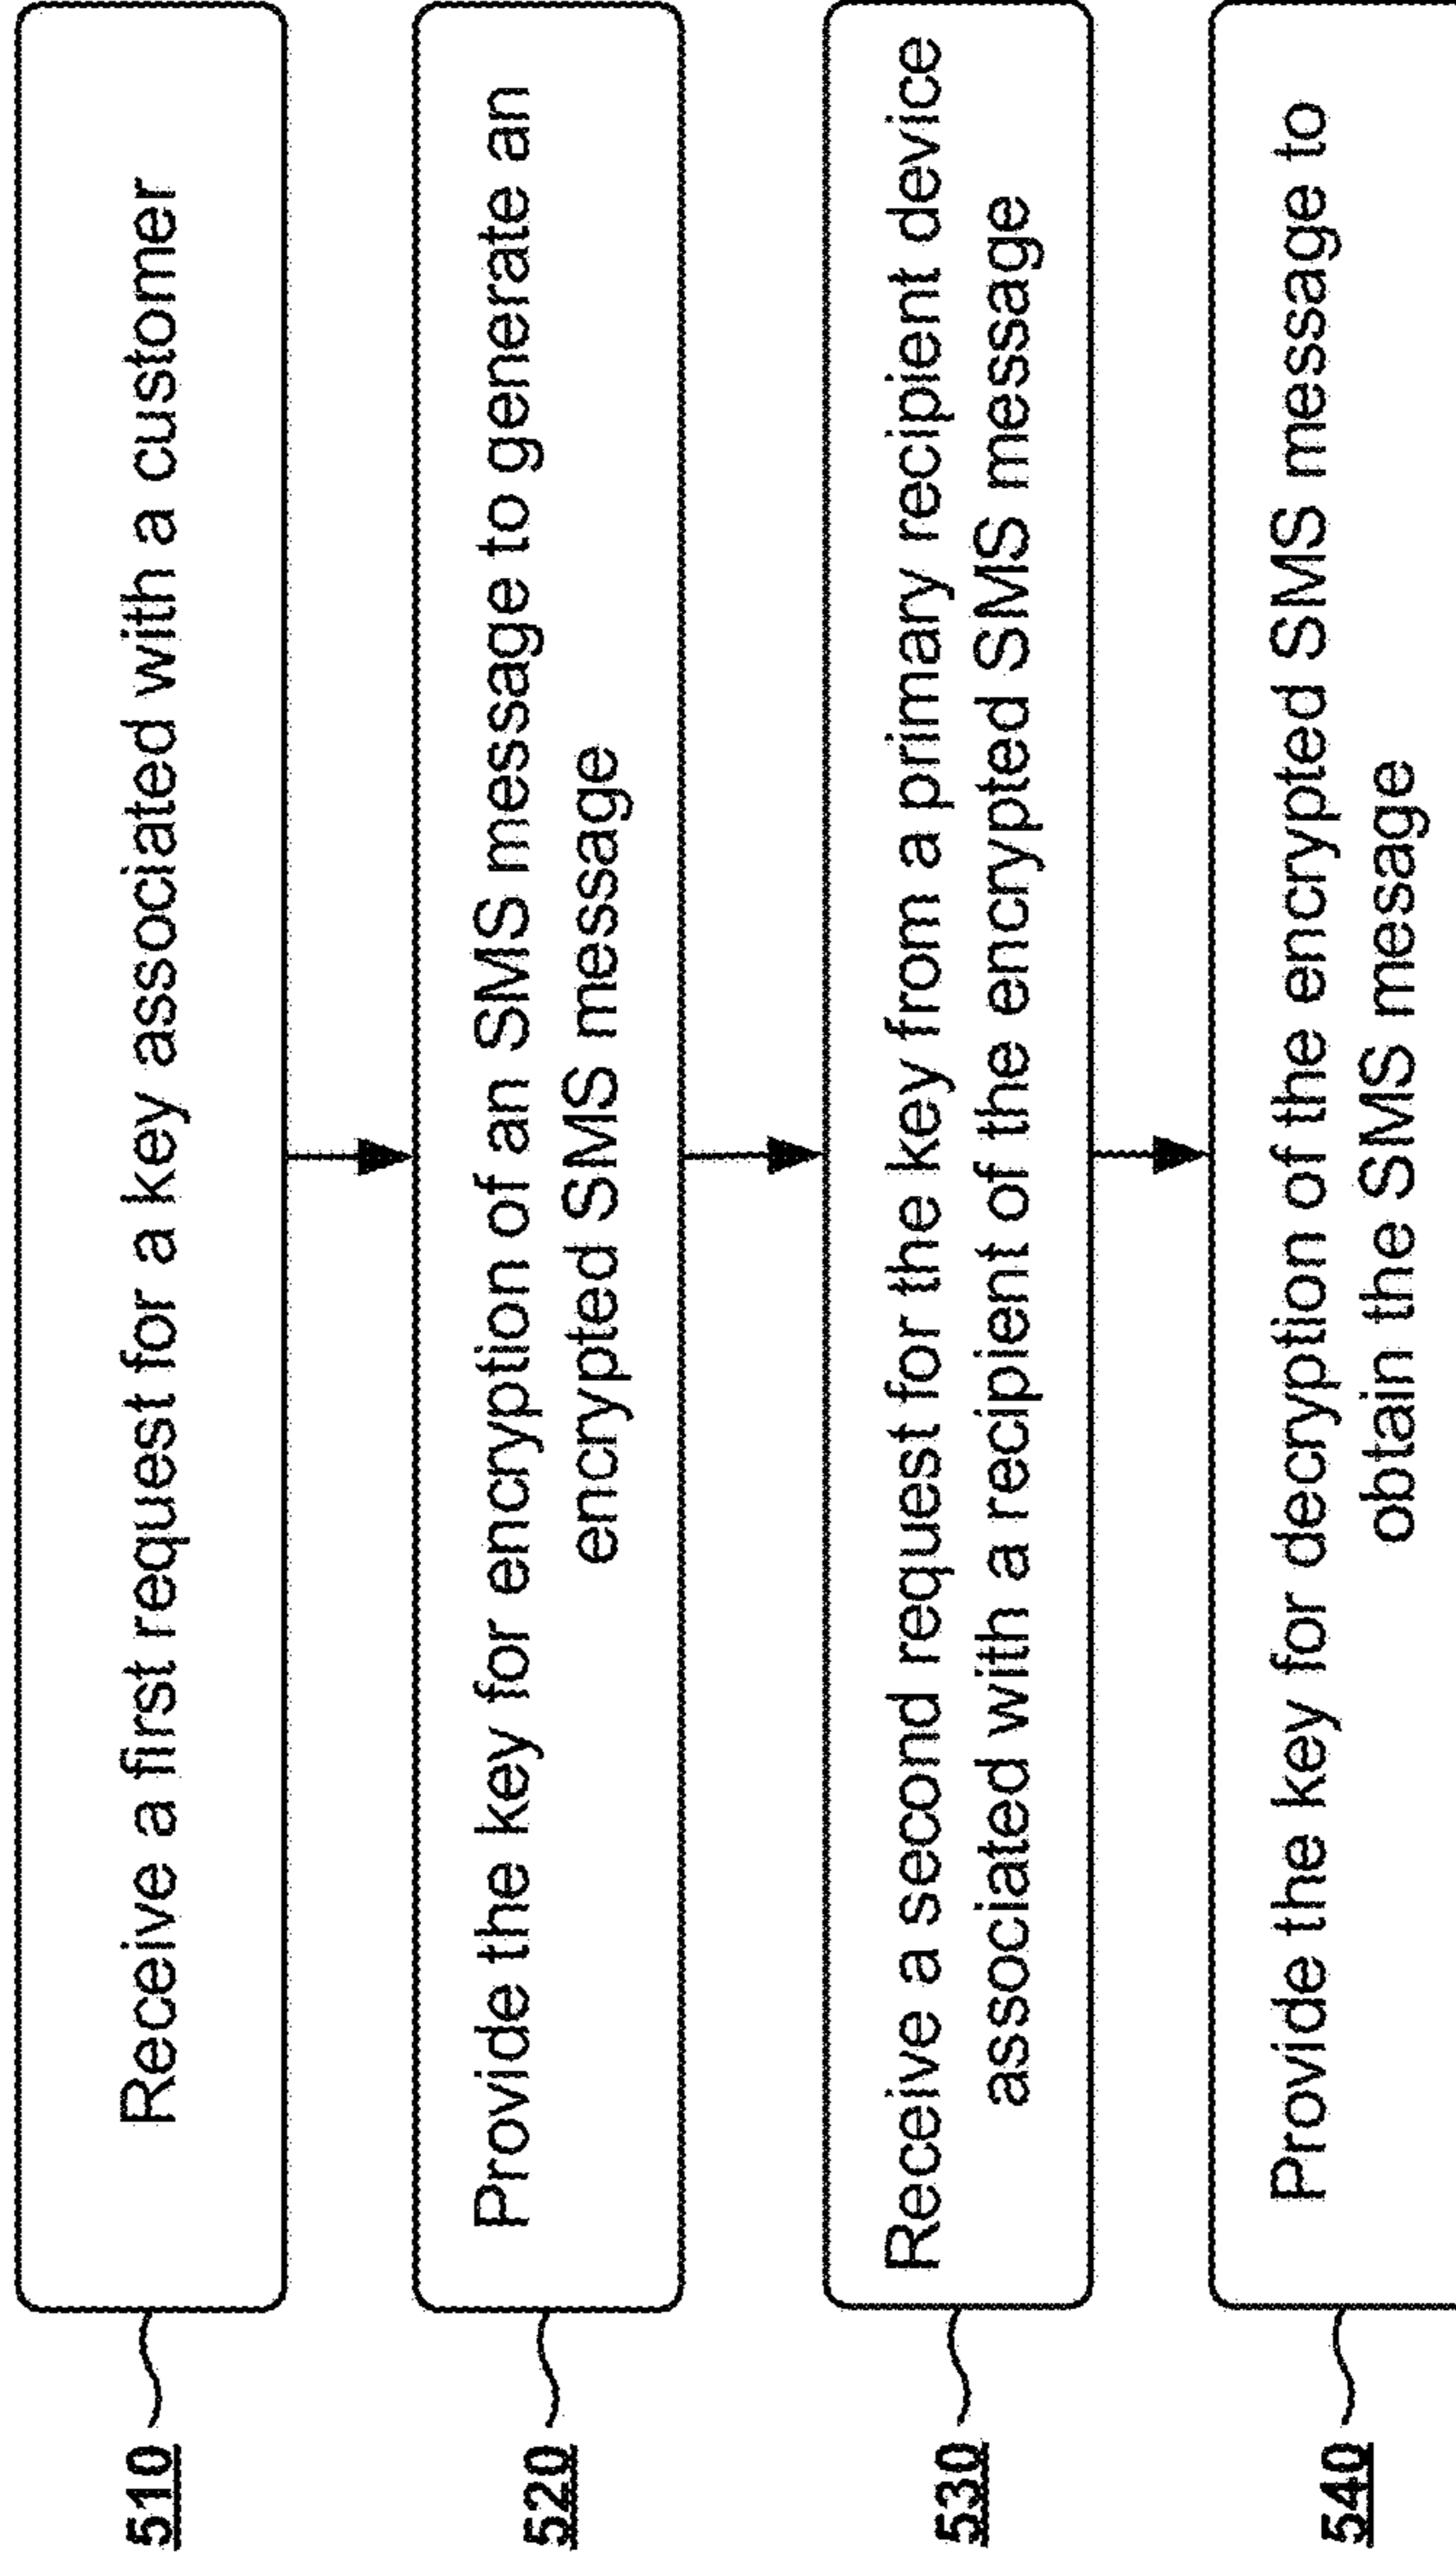 510
Receive a first request for a key associated with a customer
520
Provide the key for encryption of an SMS message to generate an
encrypted SMS message
530
Receive a second request for the key from a primary recipient device
associated with a recipient of the encrypted SMS message
540
Provide the key for decryption of the encrypted SMS message to
obtain the SMS message